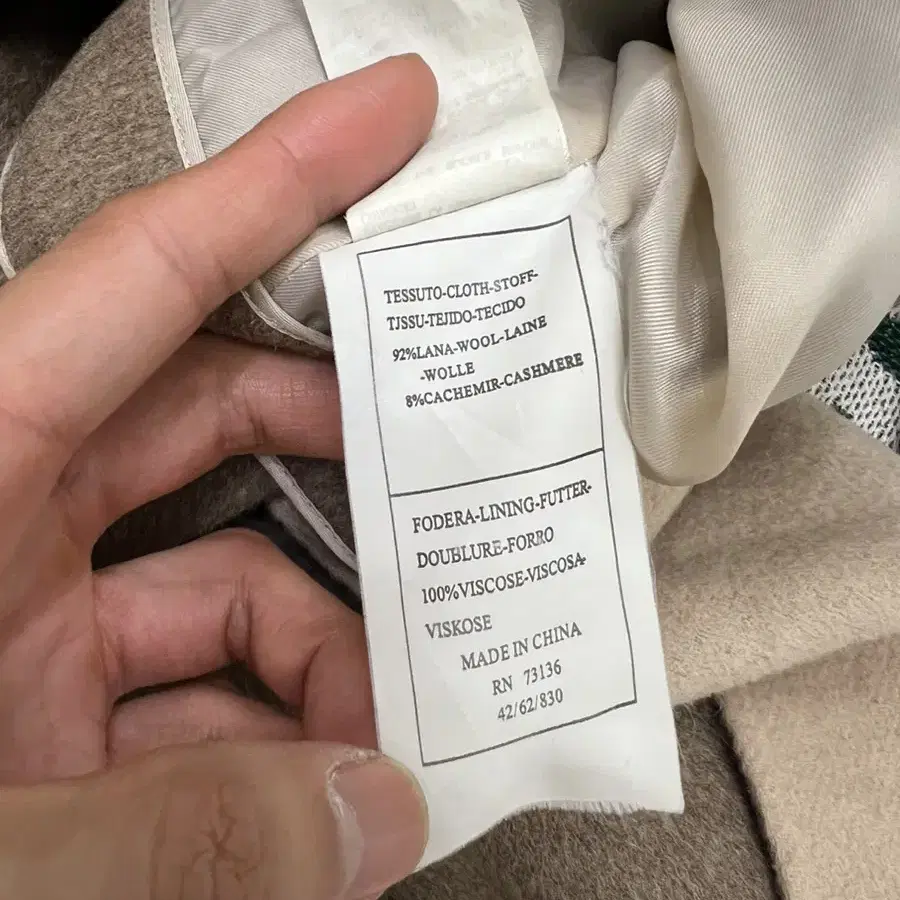 TESSUTO-CLOTH-STOFF-
TJSSU-TEJIDO-TECIDO
92%LANA-WOOL-LAINE
-WOLLE
8%CACHEMIR-CASHMERE
FODERA-LINING-FUTTER-
DOUBLURE-FORRO
100%VISCOSE-VISCOSA-
VISKOSE
MADE IN CHINA
RN 73136
42/62/830